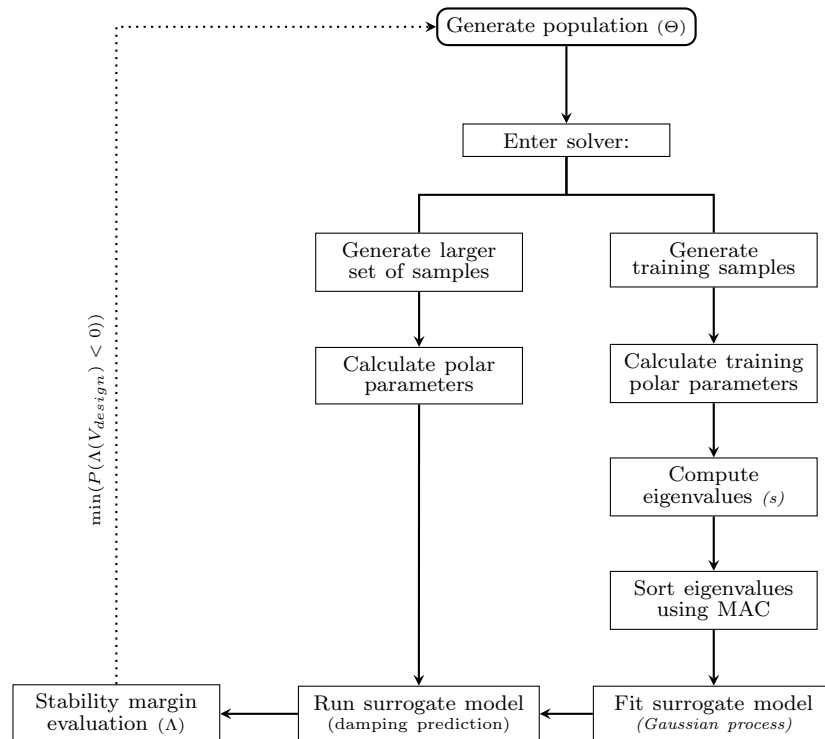 Generate population (Θ)
Enter solver:
Generate larger
set of samples
Generate
training samples
Calculate polar
parameters
Calculate training
polar parameters
min(P(Λ(V_design) < 0))
Compute
eigenvalues (s)
Sort eigenvalues
using MAC
Stability margin
evaluation (Λ)
Run surrogate model
(damping prediction)
Fit surrogate model
(Gaussian process)